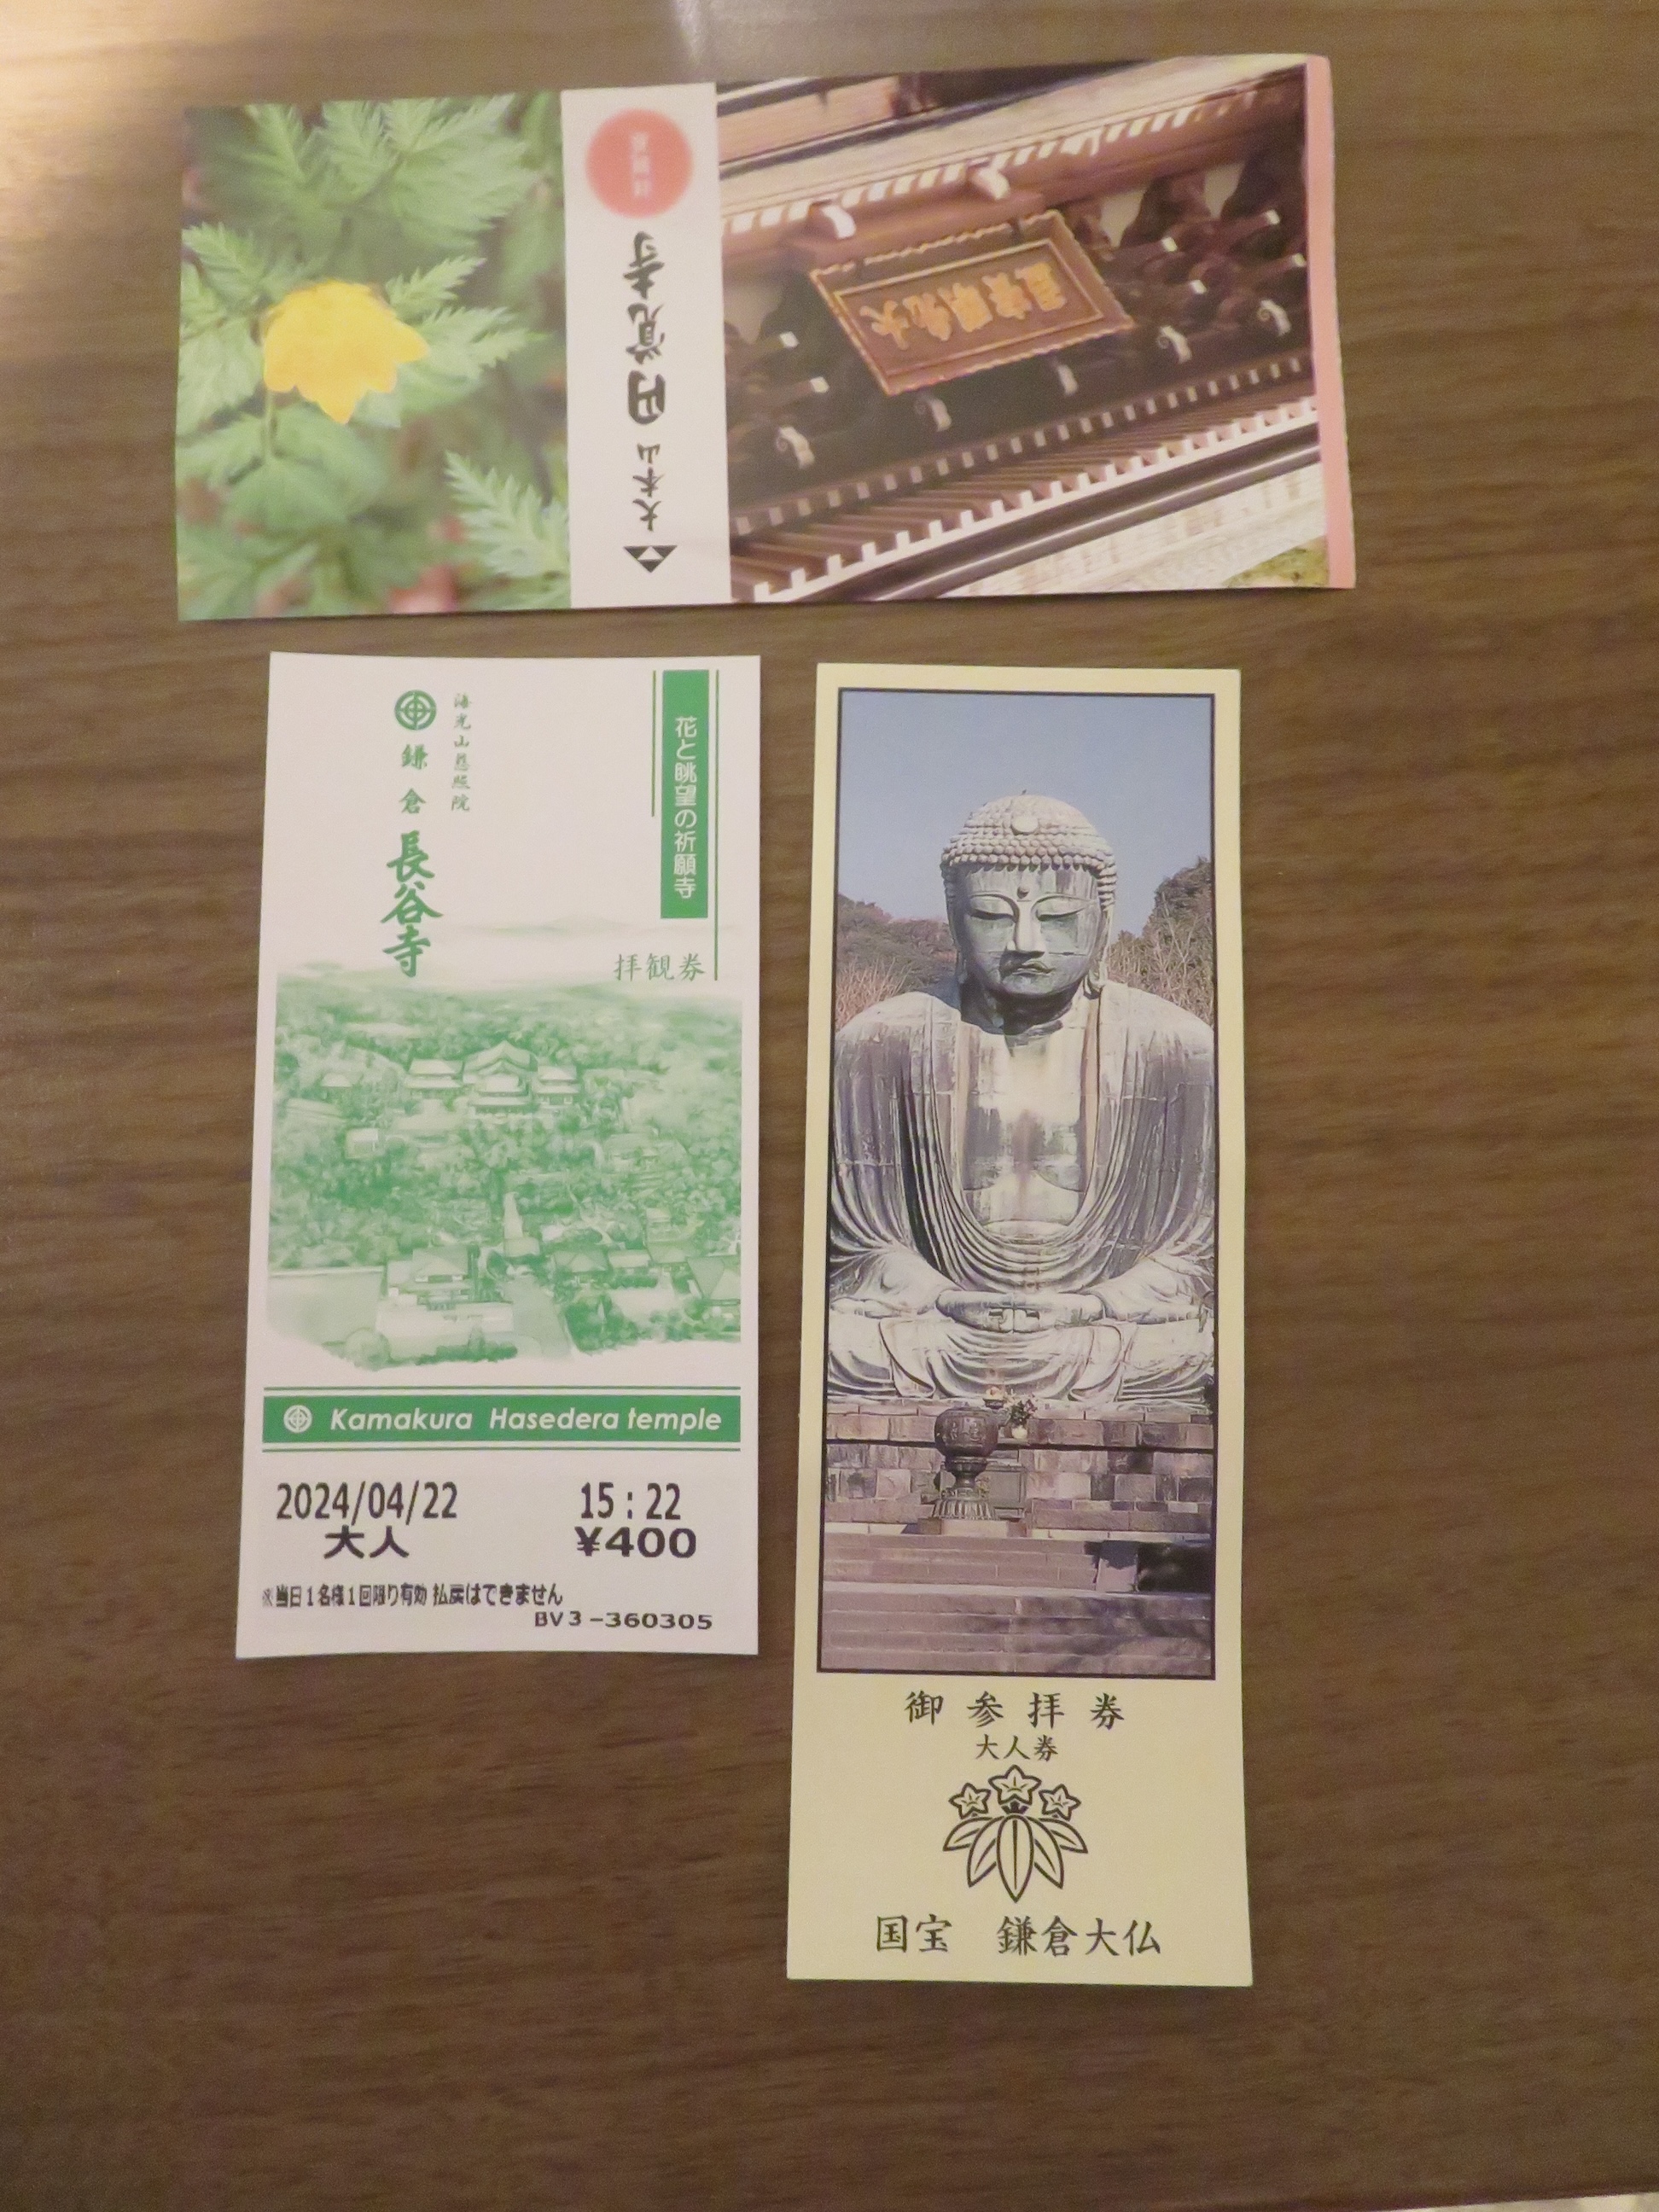 大本山 円覚寺
拝観料
海光山慈照院
鎌倉 長谷寺
花と眺望の祈願寺
拝観券
Kamakura Hasedera temple
2024/04/22 15:22
大人 ¥400
※当日1名様1回限り有効 払戻はできません
BV3-360305
御参拝券
大人券
国宝 鎌倉大仏